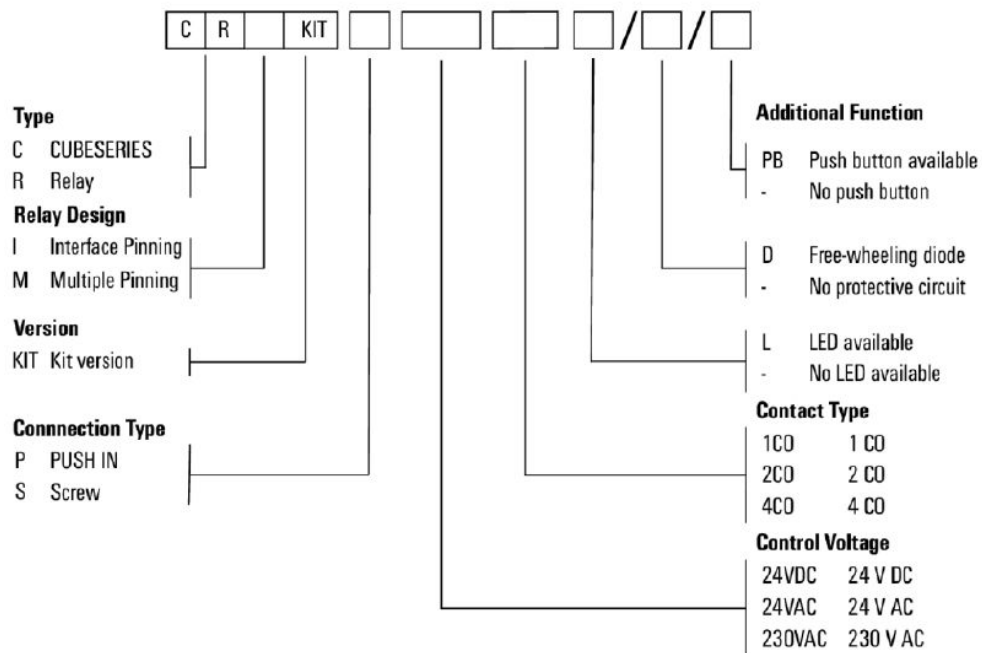 C R KIT / /
Type
C CUBESERIES
R Relay
Relay Design
I Interface Pinning
M Multiple Pinning
Version
KIT Kit version
Connnection Type
P PUSH IN
S Screw
Additional Function
PB Push button available
- No push button
D Free-wheeling diode
- No protective circuit
L LED available
- No LED available
Contact Type
1CO 1 CO
2CO 2 CO
4CO 4 CO
Control Voltage
24VDC 24 V DC
24VAC 24 V AC
230VAC 230 V AC